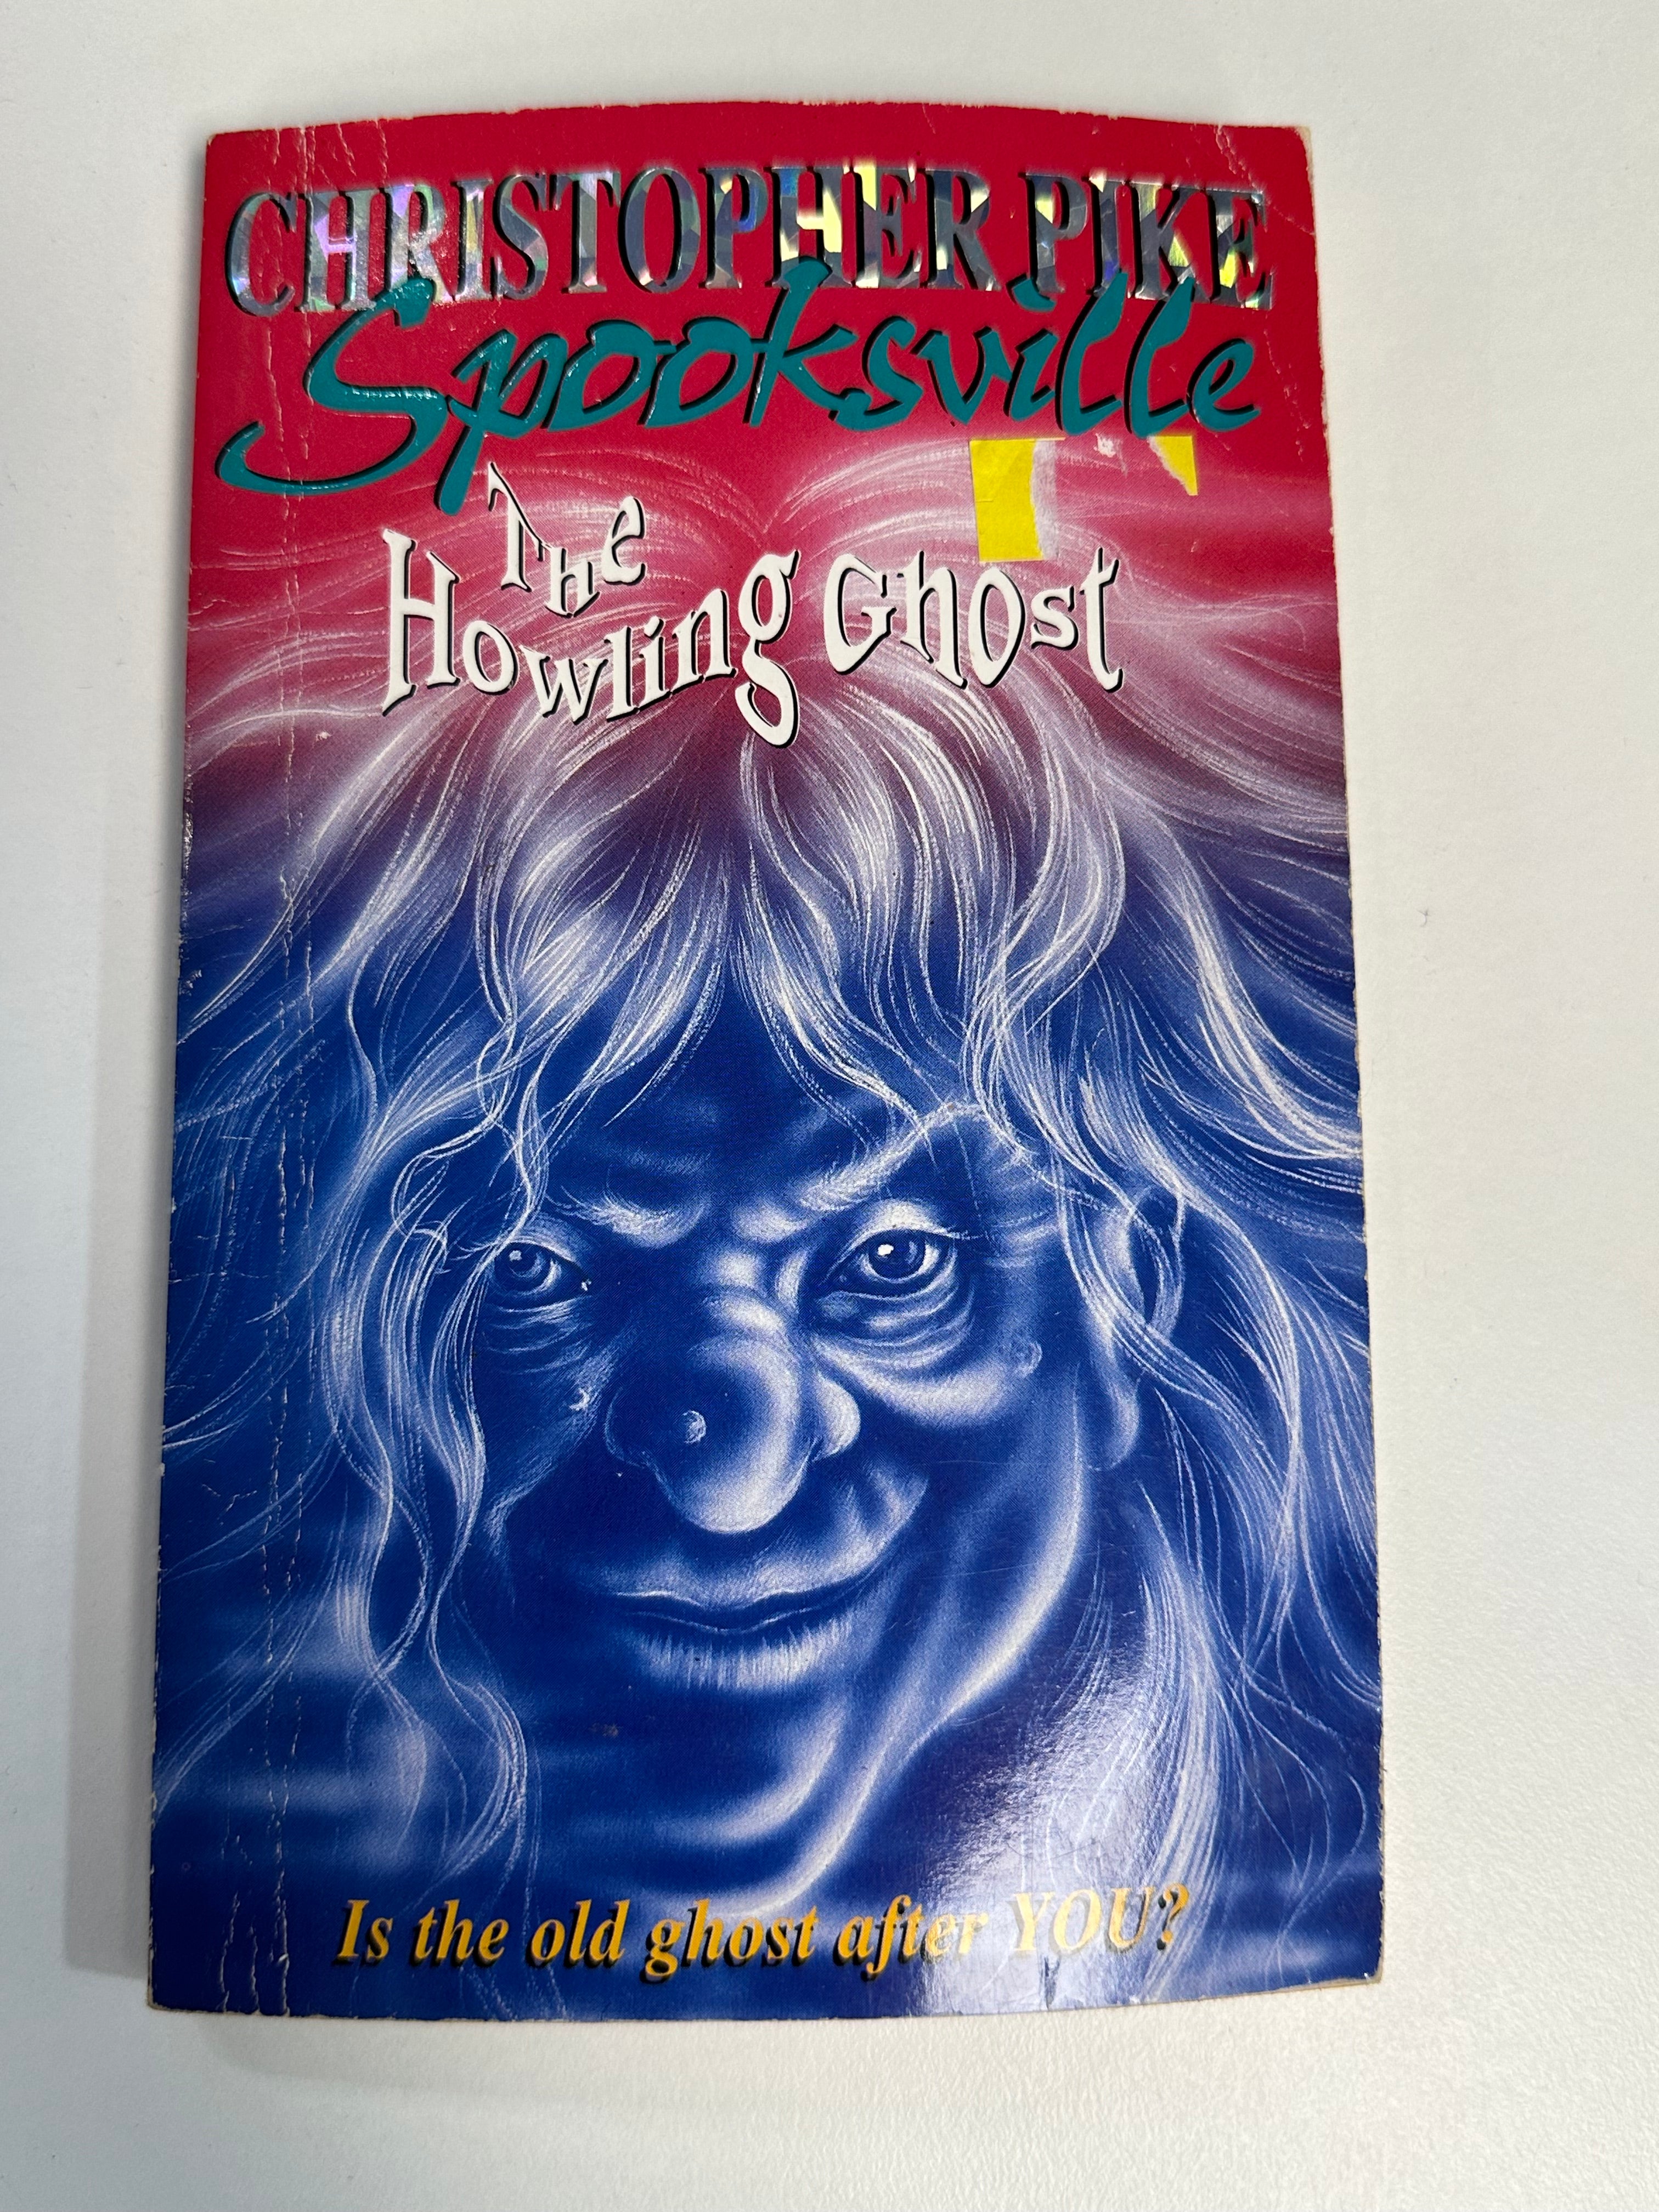 CHRISTOPHER PIKE
Spooksville
The
Howling Ghost
Is the old ghost after YOU?